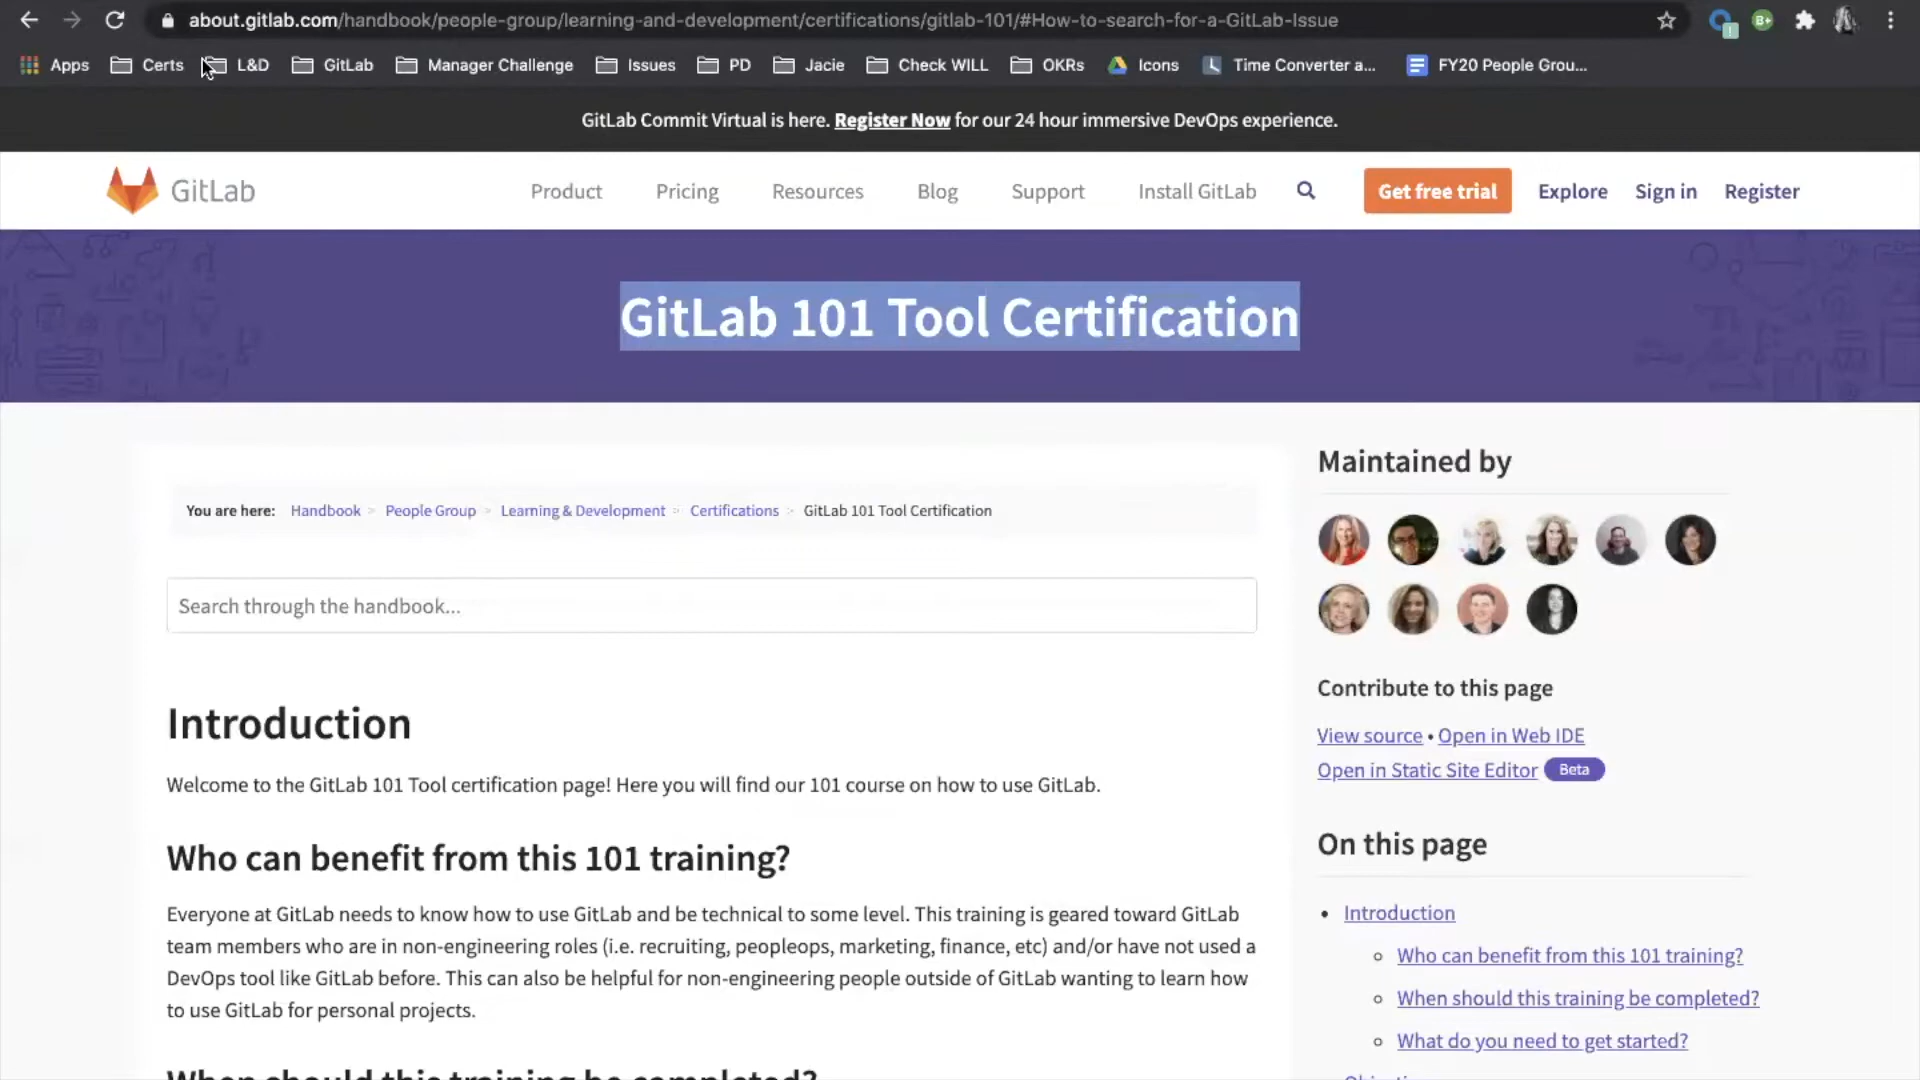 about.gitlab.com/handbook/people-group/learning-and-development/certifications/gitlab-101/#How-to-search-for-a-GitLab-Issue
Apps Certs L&D GitLab Manager Challenge Issues PD Jacie Check WILL OKRs Icons Time Converter a... FY20 People Grou...
GitLab Commit Virtual is here. Register Now for our 24 hour immersive DevOps experience.
GitLab Product Pricing Resources Blog Support Install GitLab Get free trial Explore Sign in Register
GitLab 101 Tool Certification
You are here: Handbook > People Group > Learning & Development > Certifications > GitLab 101 Tool Certification
Search through the handbook...
Introduction
Welcome to the GitLab 101 Tool certification page! Here you will find our 101 course on how to use GitLab.
Who can benefit from this 101 training?
Everyone at GitLab needs to know how to use GitLab and be technical to some level. This training is geared toward GitLab
team members who are in non-engineering roles (i.e. recruiting, peopleops, marketing, finance, etc) and/or have not used a
DevOps tool like GitLab before. This can also be helpful for non-engineering people outside of GitLab wanting to learn how
to use GitLab for personal projects.
When should this training be completed?
Maintained by
Contribute to this page
View source • Open in Web IDE
Open in Static Site Editor Beta
On this page
• Introduction
Who can benefit from this 101 training?
When should this training be completed?
What do you need to get started?